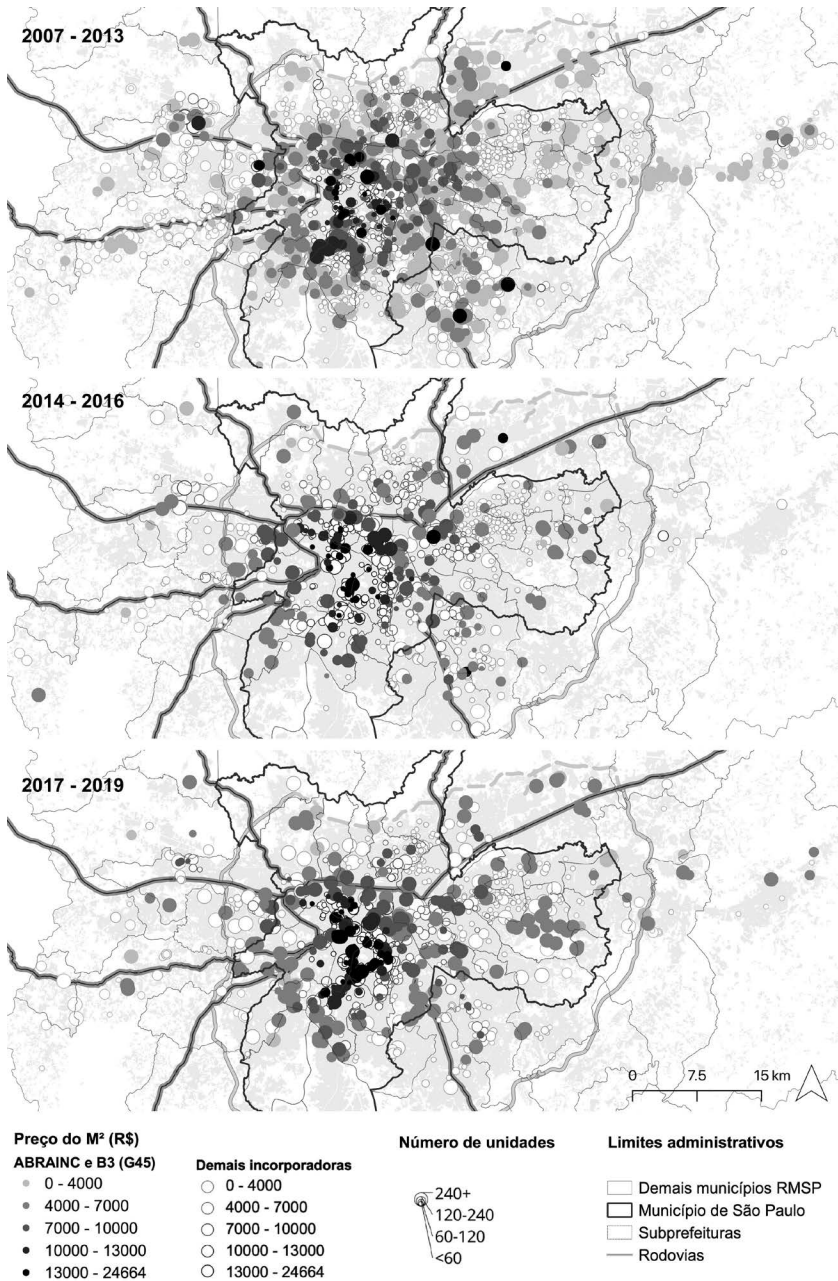 2007 - 2013
2014 - 2016
2017 - 2019
0 7.5 15 km
Preço do M² (R$)
ABRAINC e B3 (G45)
0 - 4000
4000 - 7000
7000 - 10000
10000 - 13000
13000 - 24664
Demais incorporadoras
0 - 4000
4000 - 7000
7000 - 10000
10000 - 13000
13000 - 24664
Número de unidades
240+
120-240
60-120
<60
Limites administrativos
Demais municípios RMSP
Município de São Paulo
Subprefeituras
Rodovias